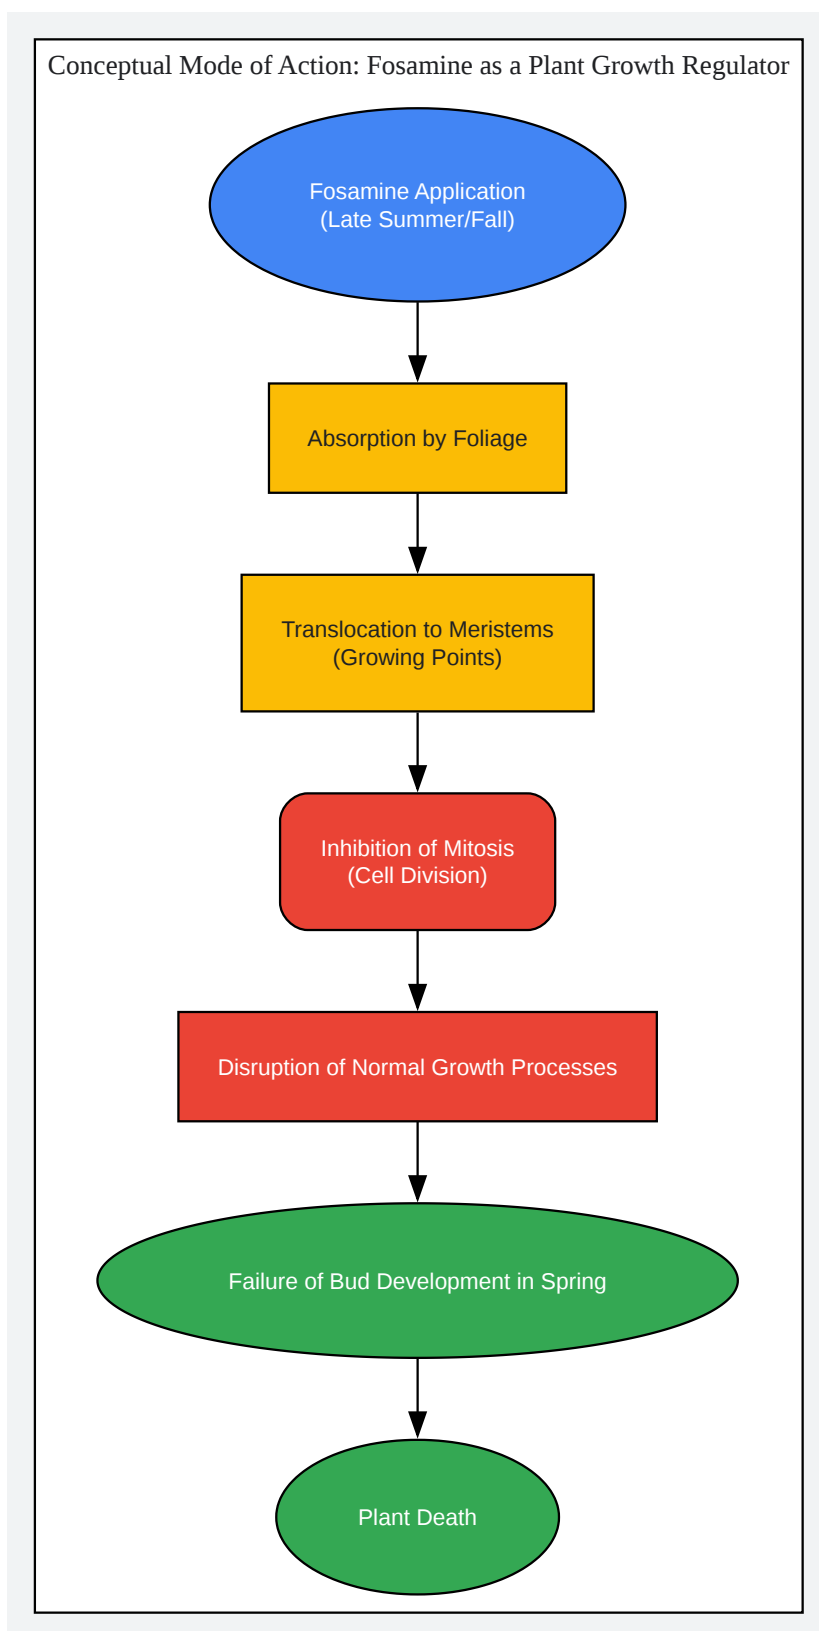 Conceptual Mode of Action: Fosamine as a Plant Growth Regulator
Fosamine Application
(Late Summer/Fall)
Absorption by Foliage
Translocation to Meristems
(Growing Points)
Inhibition of Mitosis
(Cell Division)
Disruption of Normal Growth Processes
Failure of Bud Development in Spring
Plant Death